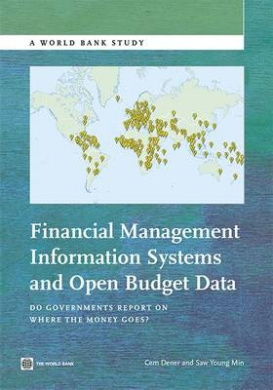 A WORLD BANK STUDY
Financial Management
Information Systems
and Open Budget Data
DO GOVERNMENTS REPORT ON
WHERE THE MONEY GOES?
THE WORLD BANK
Cem Dener and Saw Young Min